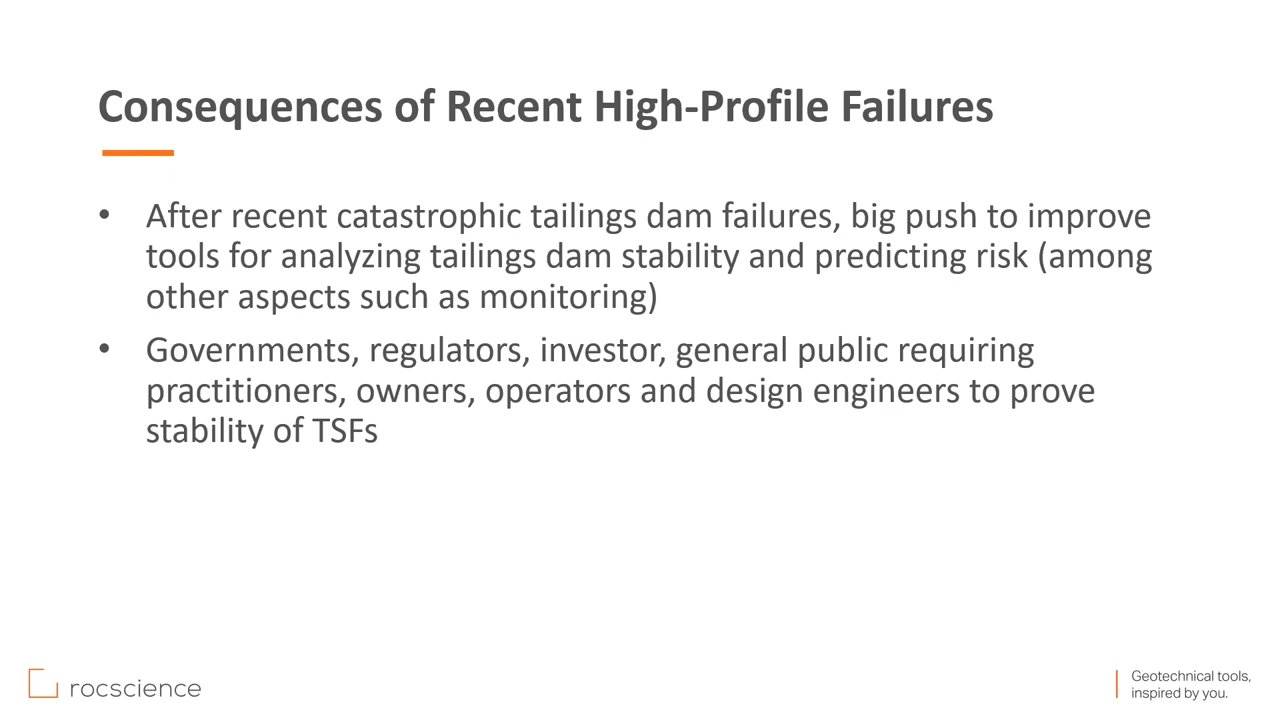 Consequences of Recent High-Profile Failures
• After recent catastrophic tailings dam failures, big push to improve
tools for analyzing tailings dam stability and predicting risk (among
other aspects such as monitoring)
• Governments, regulators, investor, general public requiring
practitioners, owners, operators and design engineers to prove
stability of TSFs
rocscience
Geotechnical tools,
inspired by you.